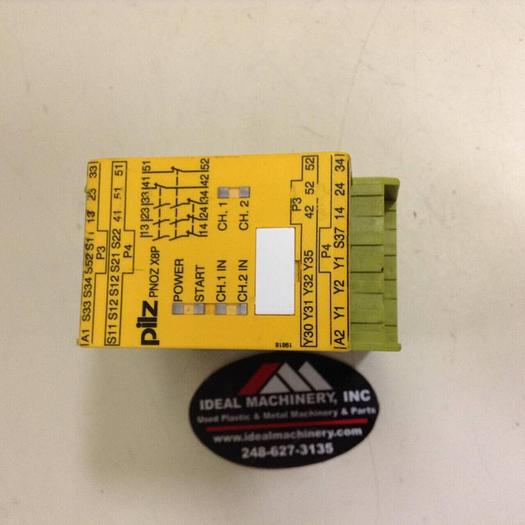 pilz
PNOZ X8P
POWER
START
CH.1 IN
CH.2 IN
CH. 1
CH. 2
A1 S33 S34 S52 S11 13 23 33
P3
S11 S12 S12 S21 S22 41 51 51
P4
13 23 33 41 51
14 24 34 42 52
Y30 Y31 Y32 Y35 42 52 52
P3
A2 Y1 Y2 Y1 S37 14 24 34
P4
IDEAL MACHINERY, INC
Used Plastic & Metal Machinery & Parts
www.idealmachinery.com
248-627-3135